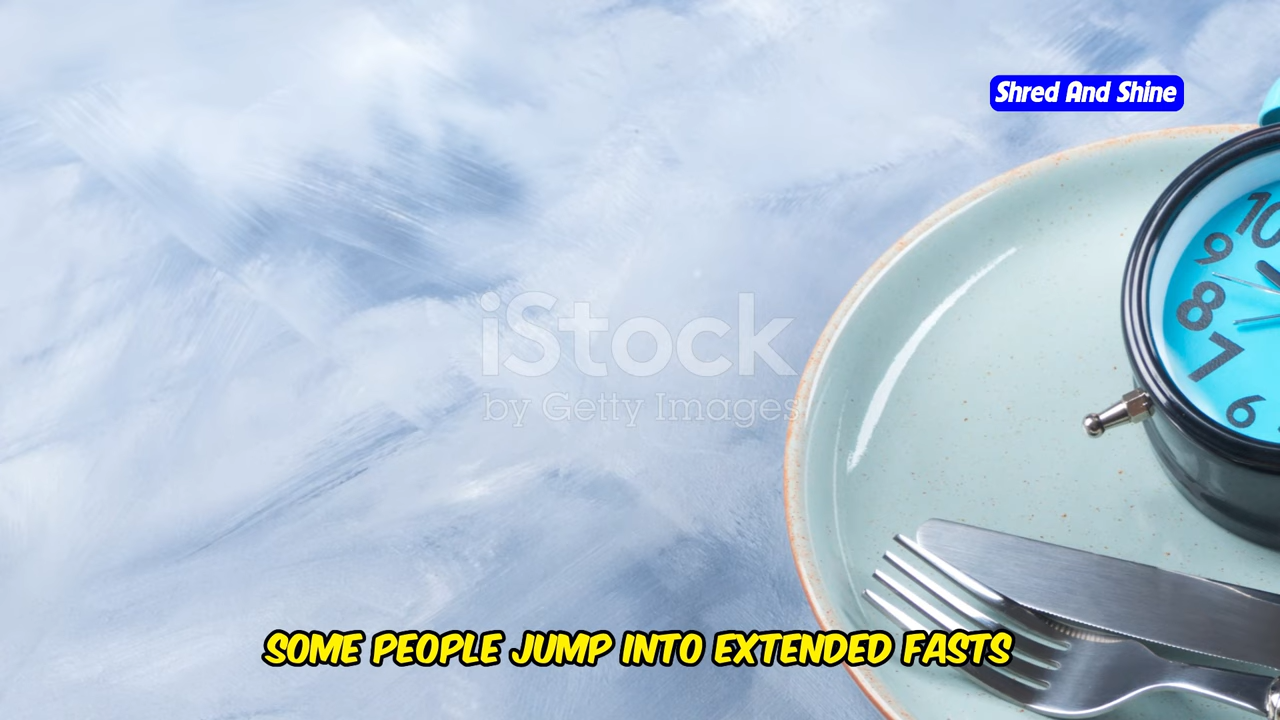 Shred And Shine
iStock
by Getty Images
10
9
8
7
6
SOME PEOPLE JUMP INTO EXTENDED FASTS